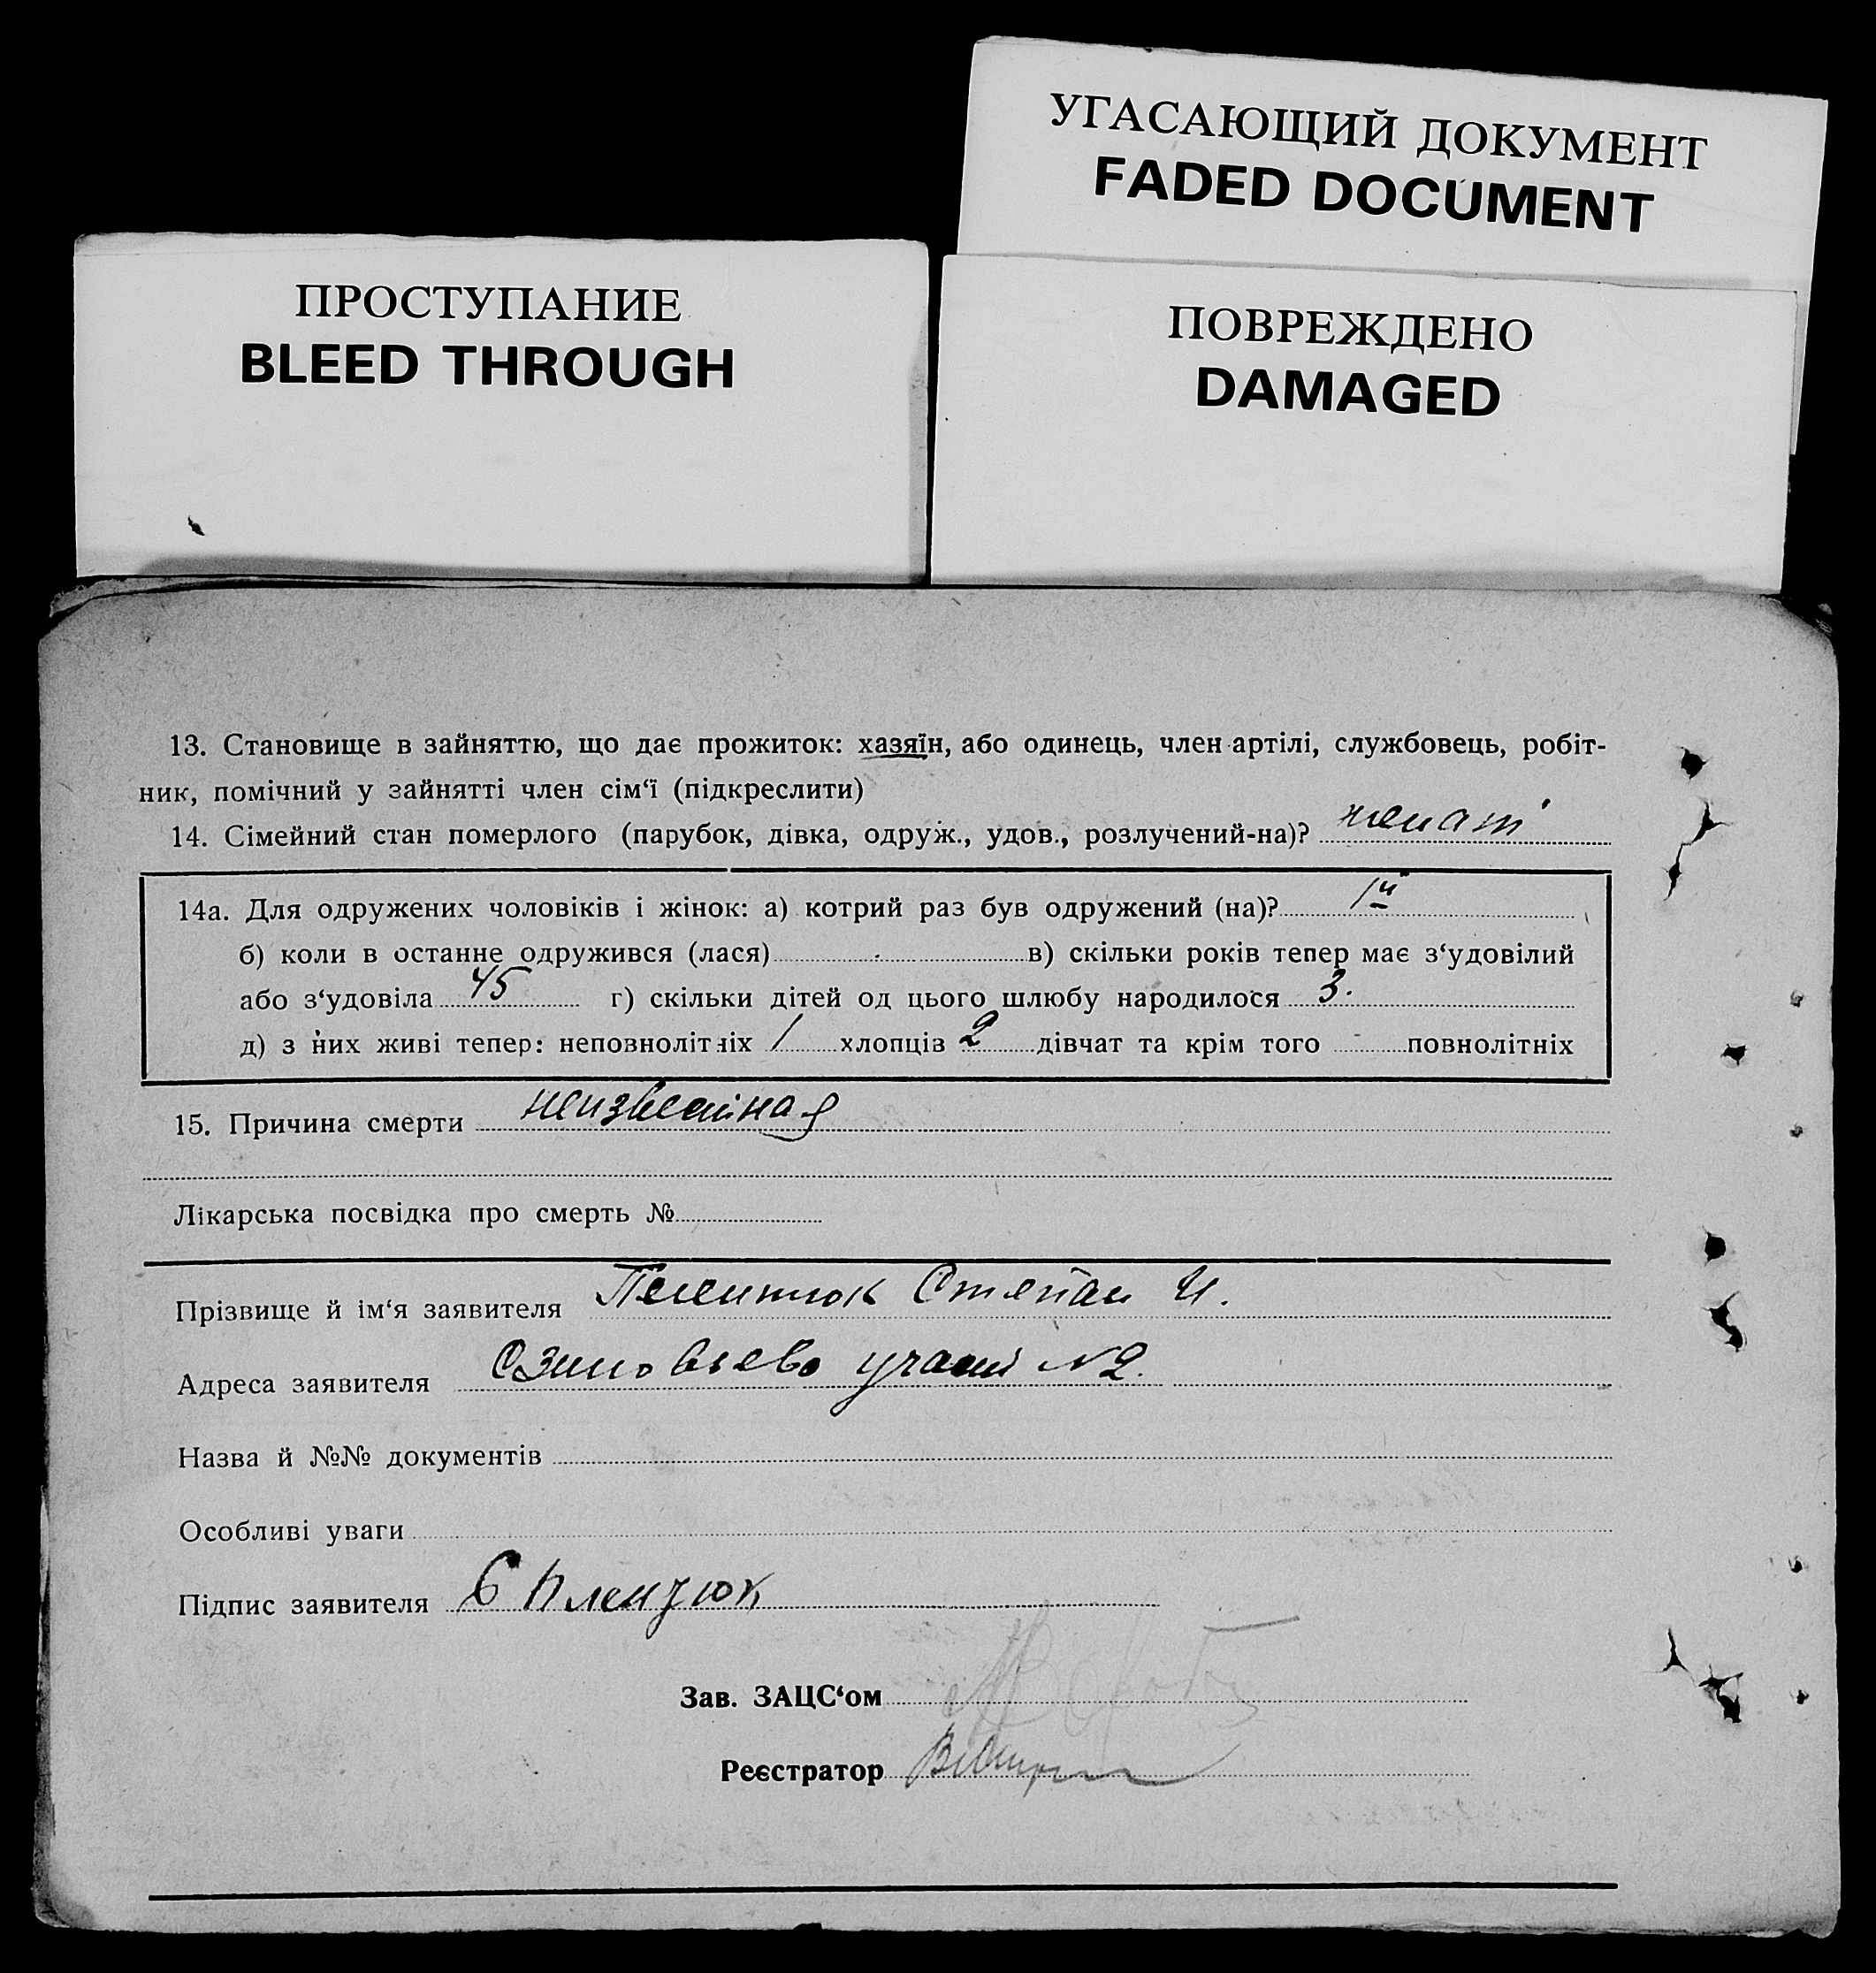 УГАСАЮЩИЙ ДОКУМЕНТ
FADED DOCUMENT
ПРОСТУПАНИЕ
BLEED THROUGH
ПОВРЕЖДЕНО
DAMAGED
13. Становище в зайняттю, що дає прожиток: хазяїн, або одинець, член артілі, службовець, робіт-
ник, помічний у зайнятті член сім‘ї (підкреслити)
14. Сімейний стан померлого (парубок, дівка, одруж., удов., розлучений-на)? женат
14а. Для одружених чоловіків і жінок: а) котрий раз був одружений (на)? 1й
б) коли в останне одружився (лася) в) скільки років тепер має з‘удовілий
або з‘удовіла 45 г) скільки дітей од цього шлюбу народилося 3.
д) з них живі тепер: неповнолітніх 1 хлопців 2 дівчат та крім того - повнолітніх
15. Причина смерти неизвестная
Лікарська посвідка про смерть №
Прізвище й ім‘я заявителя Степан И.
Адреса заявителя №2.
Назва й №№ документів
Особливі уваги
Підпис заявителя С
Зав. ЗАЦС‘ом
Реєстратор